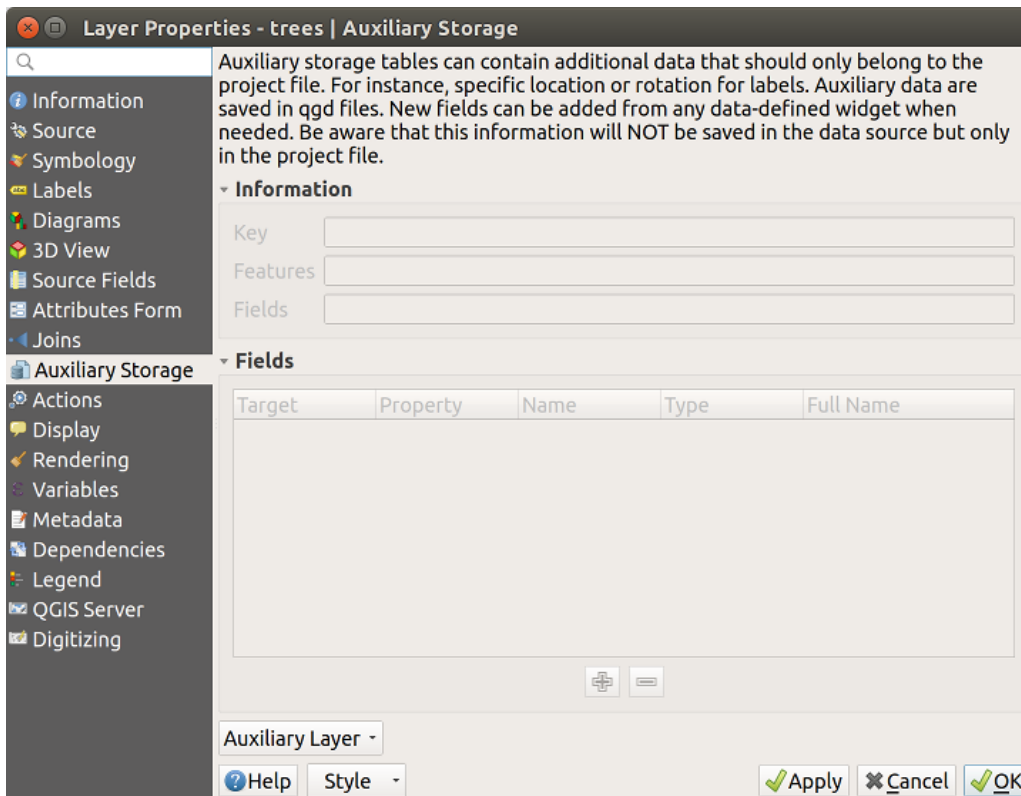 Layer Properties - trees | Auxiliary Storage
Information
Source
Symbology
Labels
Diagrams
3D View
Source Fields
Attributes Form
Joins
Auxiliary Storage
Actions
Display
Rendering
Variables
Metadata
Dependencies
Legend
QGIS Server
Digitizing
Auxiliary storage tables can contain additional data that should only belong to the
project file. For instance, specific location or rotation for labels. Auxiliary data are
saved in qgd files. New fields can be added from any data-defined widget when
needed. Be aware that this information will NOT be saved in the data source but only
in the project file.
Information
Key
Features
Fields
Fields
Target Property Name Type Full Name
Auxiliary Layer
Help Style Apply Cancel OK